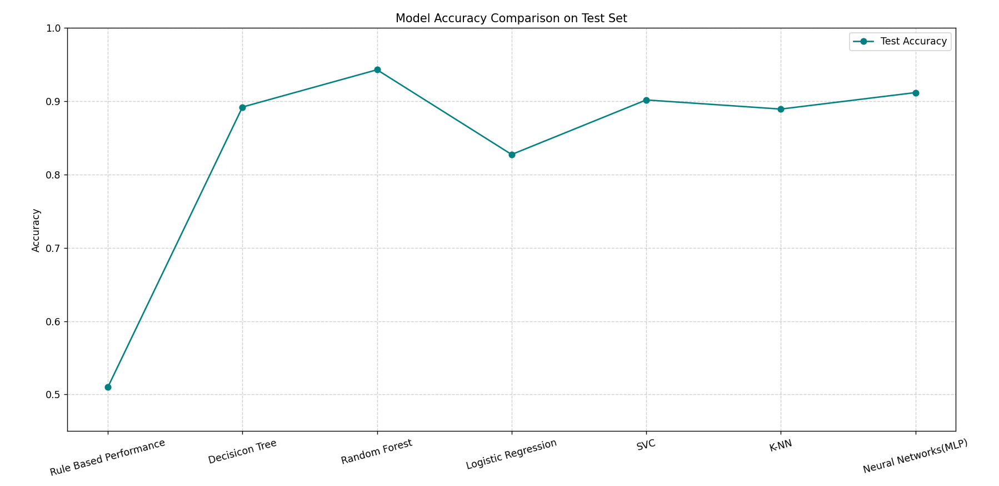 Model Accuracy Comparison on Test Set
1.0
0.9
0.8
0.7
0.6
0.5
Accuracy
Test Accuracy
Rule Based Performance
Decisicon Tree
Random Forest
Logistic Regression
SVC
K-NN
Neural Networks(MLP)